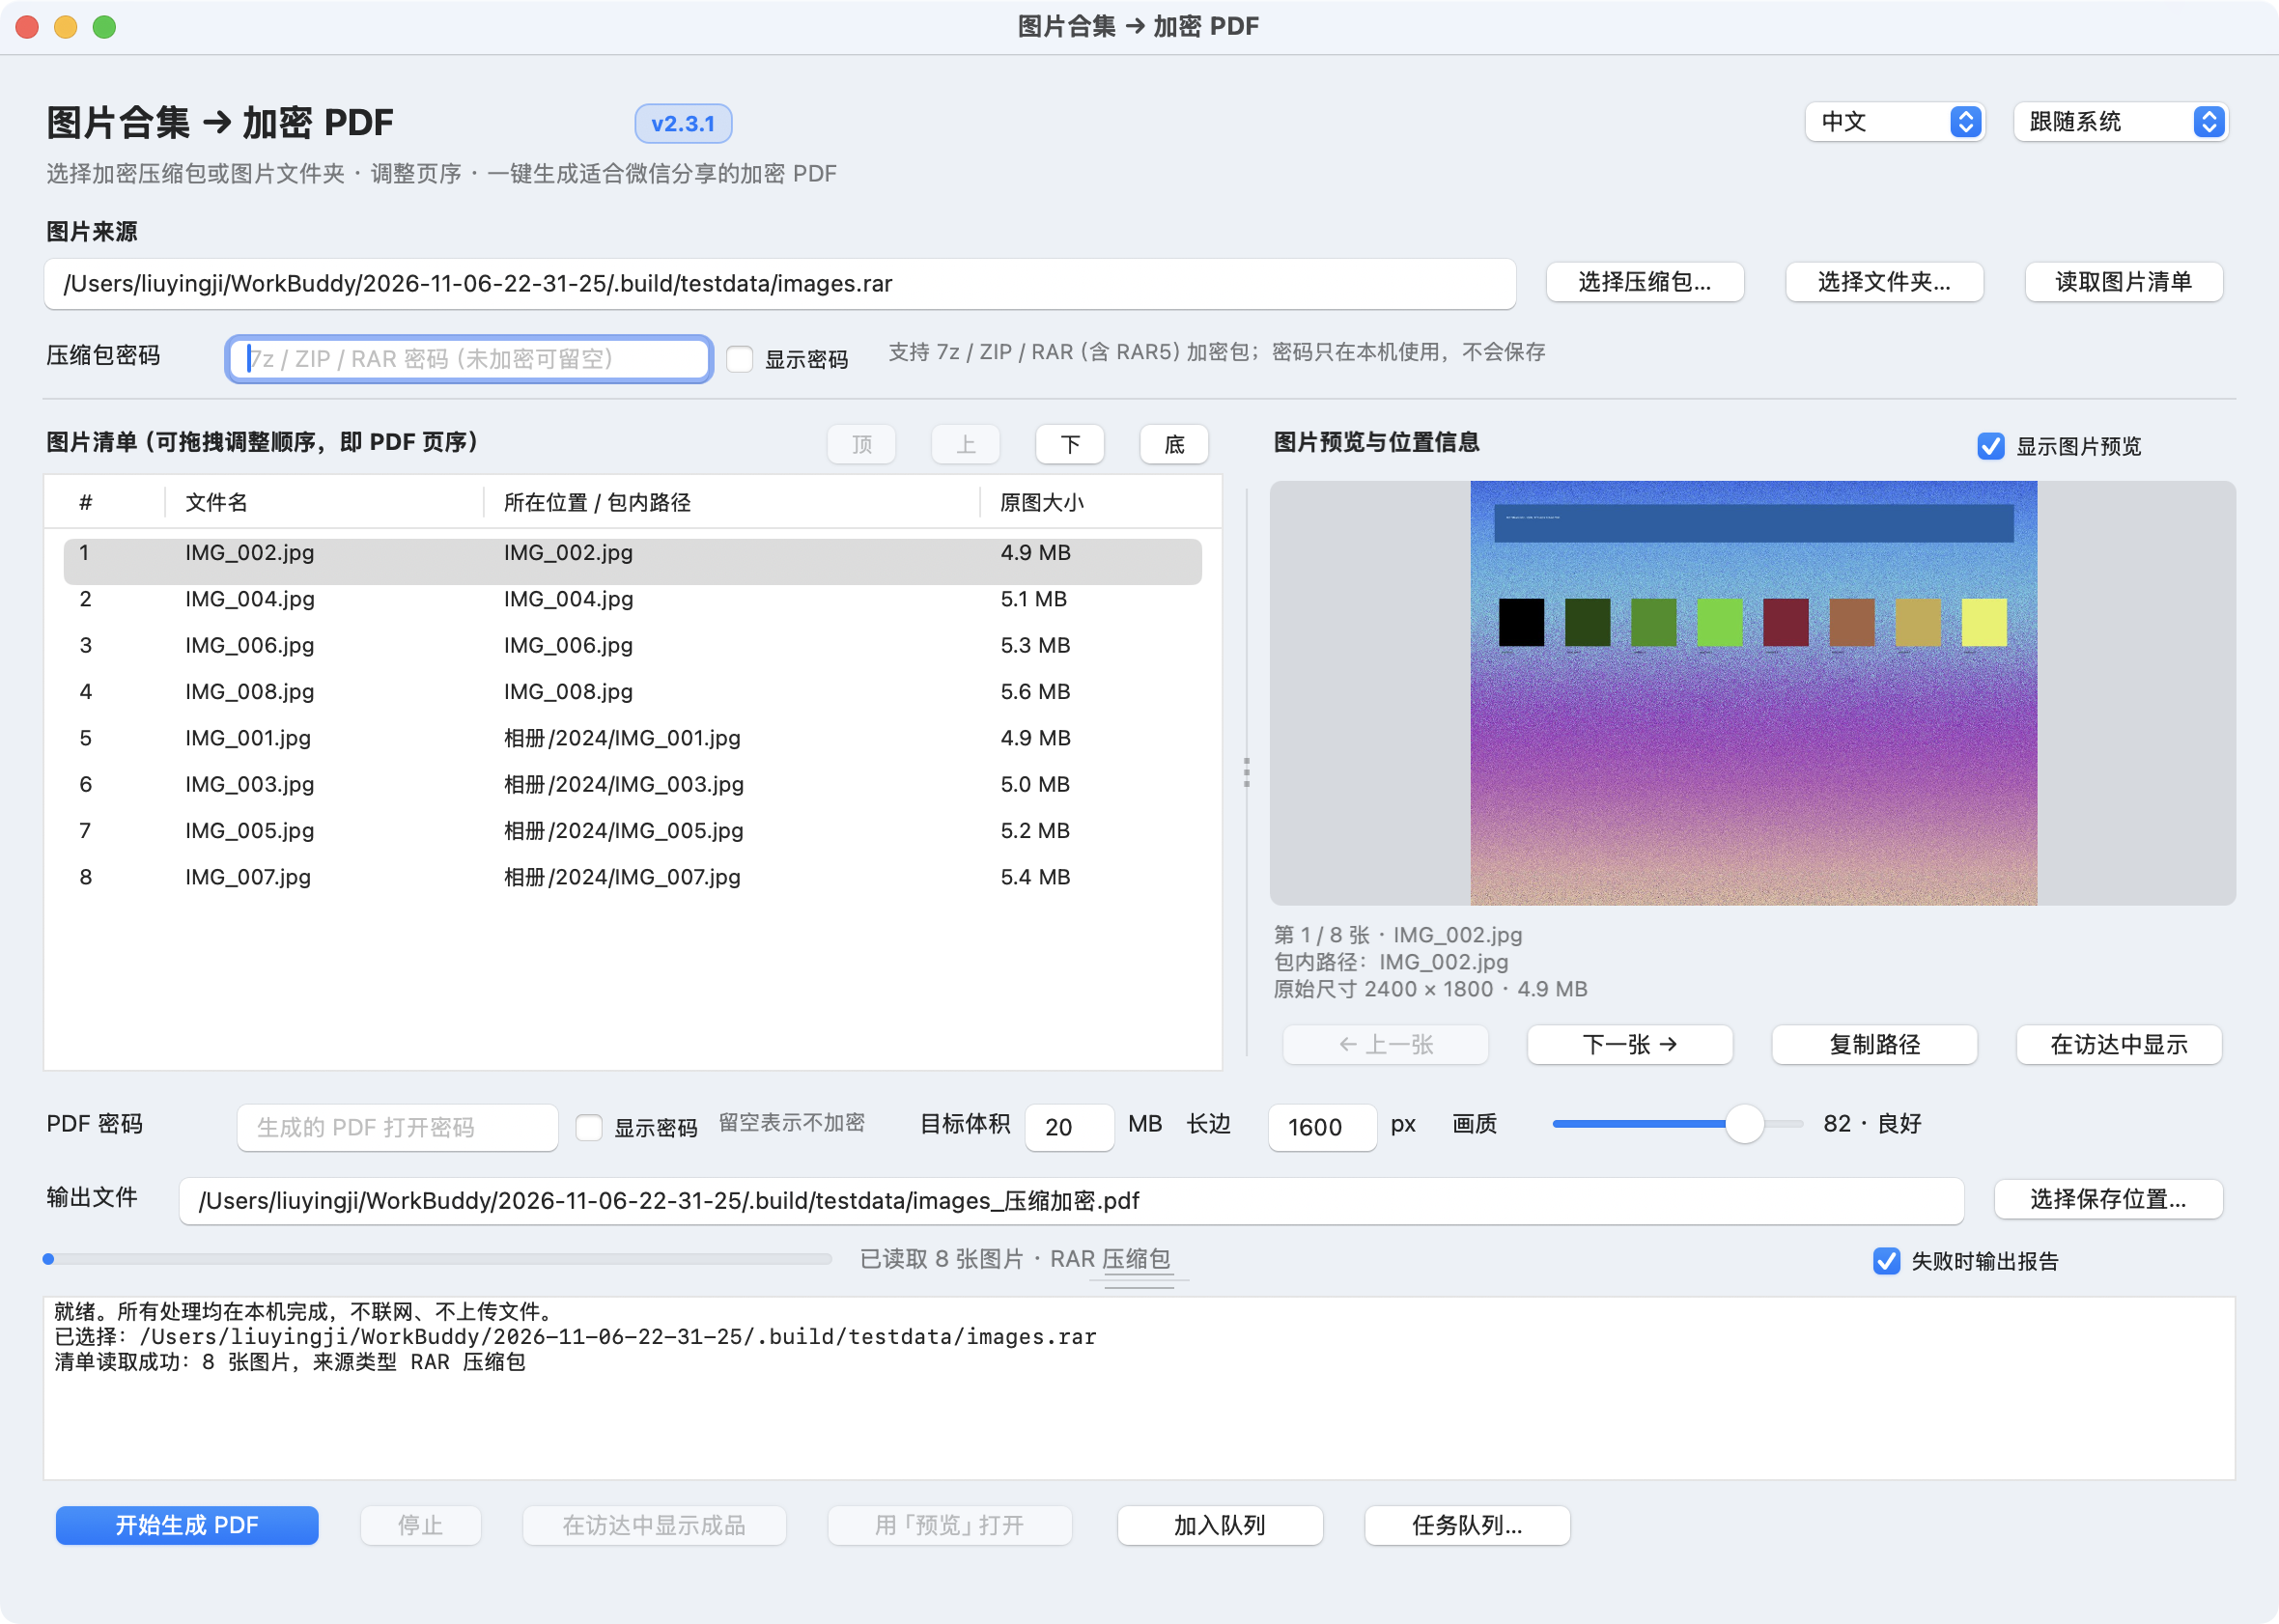 图片合集 → 加密 PDF
图片合集 → 加密 PDF
v2.3.1
中文
跟随系统
选择加密压缩包或图片文件夹 · 调整页序 · 一键生成适合微信分享的加密 PDF
图片来源
/Users/liuyingji/WorkBuddy/2026-11-06-22-31-25/.build/testdata/images.rar
选择压缩包...
选择文件夹...
读取图片清单
压缩包密码
7z / ZIP / RAR 密码 (未加密可留空)
显示密码
支持 7z / ZIP / RAR (含 RAR5) 加密包；密码只在本机使用，不会保存
图片清单 (可拖拽调整顺序，即 PDF 页序)
顶
上
下
底
# 文件名 所在位置 / 包内路径 原图大小
1 IMG_002.jpg IMG_002.jpg 4.9 MB
2 IMG_004.jpg IMG_004.jpg 5.1 MB
3 IMG_006.jpg IMG_006.jpg 5.3 MB
4 IMG_008.jpg IMG_008.jpg 5.6 MB
5 IMG_001.jpg 相册/2024/IMG_001.jpg 4.9 MB
6 IMG_003.jpg 相册/2024/IMG_003.jpg 5.0 MB
7 IMG_005.jpg 相册/2024/IMG_005.jpg 5.2 MB
8 IMG_007.jpg 相册/2024/IMG_007.jpg 5.4 MB
图片预览与位置信息
显示图片预览
第 1 / 8 张 · IMG_002.jpg
包内路径：IMG_002.jpg
原始尺寸 2400 × 1800 · 4.9 MB
← 上一张
下一张 →
复制路径
在访达中显示
PDF 密码
生成的 PDF 打开密码
显示密码
留空表示不加密
目标体积 20 MB
长边 1600 px
画质
82 · 良好
输出文件
/Users/liuyingji/WorkBuddy/2026-11-06-22-31-25/.build/testdata/images_压缩加密.pdf
选择保存位置...
已读取 8 张图片 · RAR 压缩包
失败时输出报告
就绪。所有处理均在本机完成，不联网、不上传文件。
已选择：/Users/liuyingji/WorkBuddy/2026-11-06-22-31-25/.build/testdata/images.rar
清单读取成功：8 张图片，来源类型 RAR 压缩包
开始生成 PDF
停止
在访达中显示成品
用「预览」打开
加入队列
任务队列...